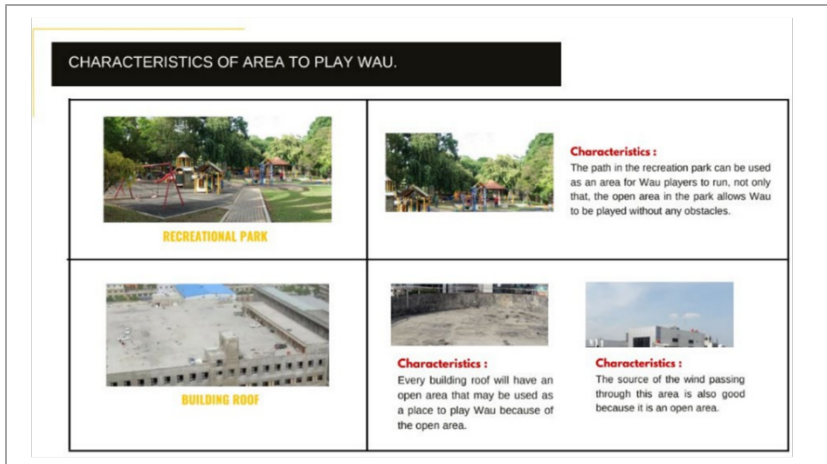 CHARACTERISTICS OF AREA TO PLAY WAU.
RECREATIONAL PARK
Characteristics :
The path in the recreation park can be used
as an area for Wau players to run, not only
that, the open area in the park allows Wau
to be played without any obstacles.
BUILDING ROOF
Characteristics :
Every building roof will have an
open area that may be used as
a place to play Wau because of
the open area.
Characteristics :
The source of the wind passing
through this area is also good
because it is an open area.